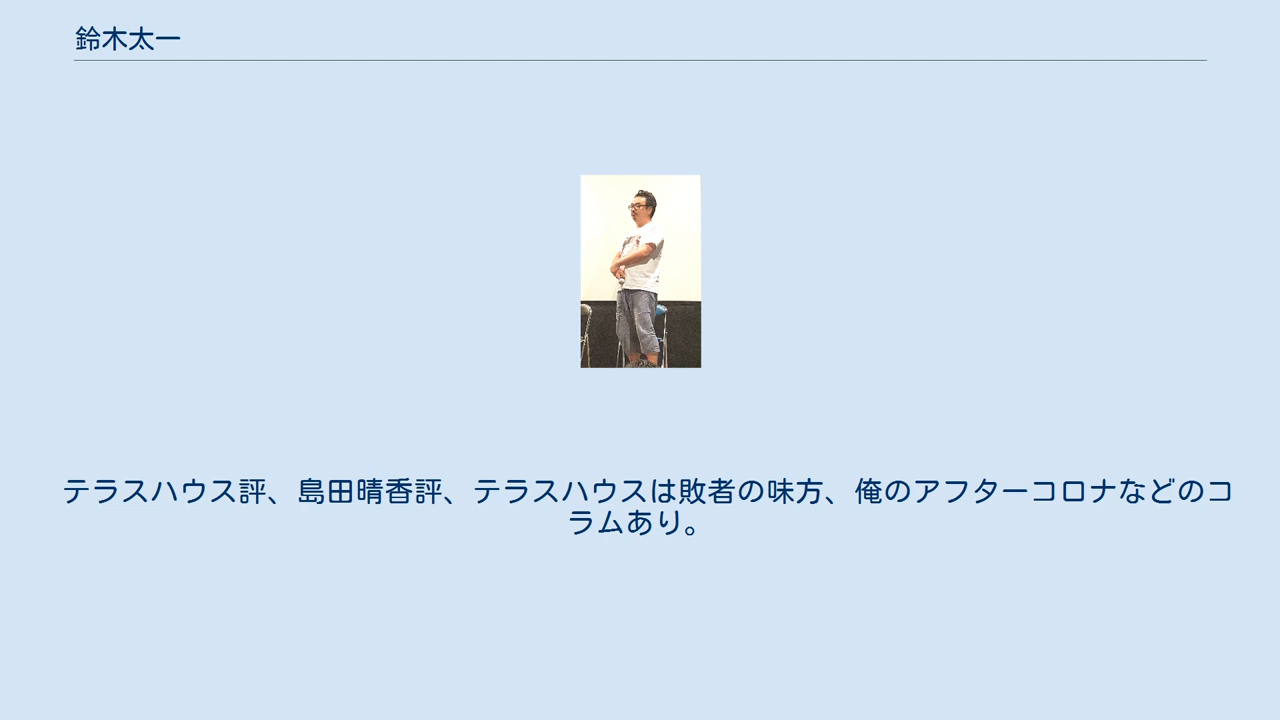 鈴木太一
テラスハウス評、島田晴香評、テラスハウスは敗者の味方、俺のアフターコロナなどのコ
ラムあり。